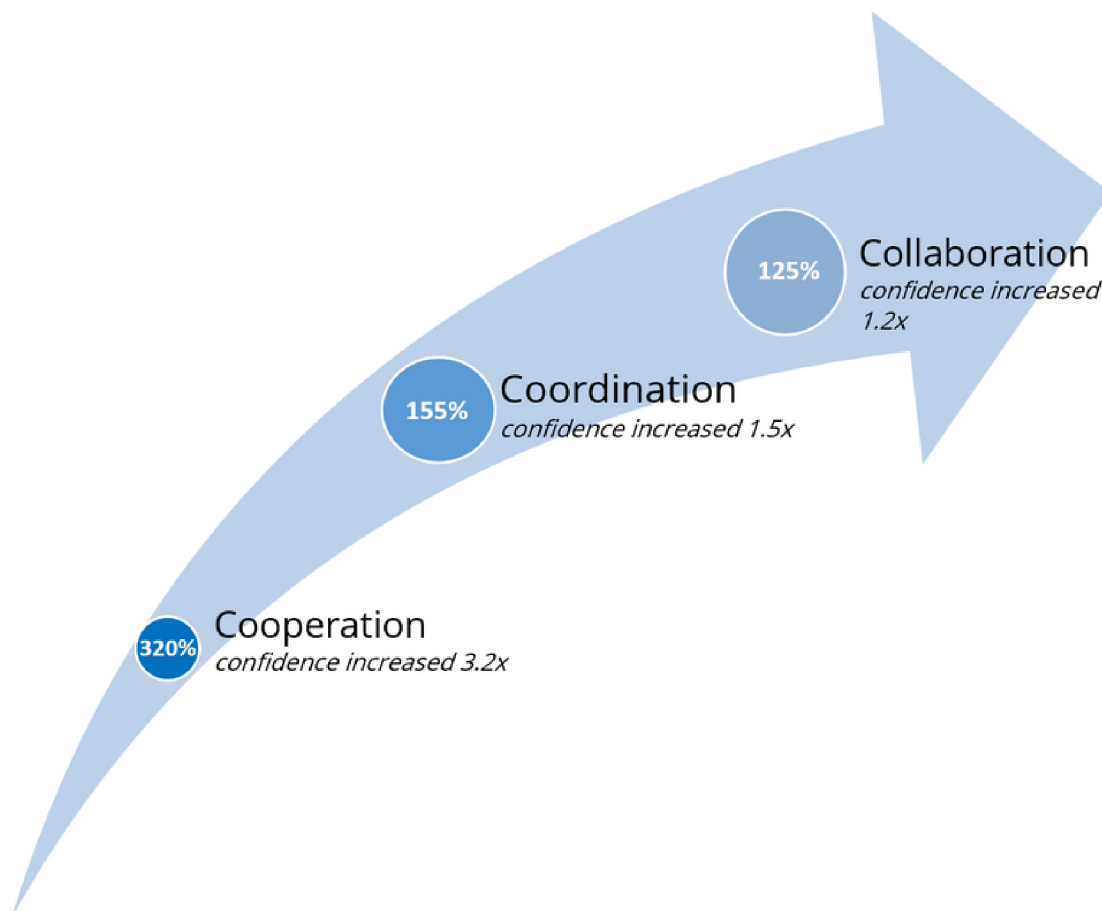 125%
Collaboration
confidence increased
1.2x
155%
Coordination
confidence increased 1.5x
320%
Cooperation
confidence increased 3.2x